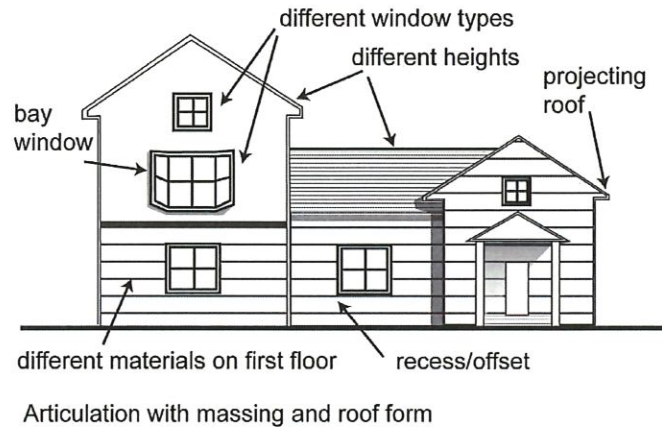 different window types
different heights
projecting
roof
bay
window
different materials on first floor
recess/offset
Articulation with massing and roof form